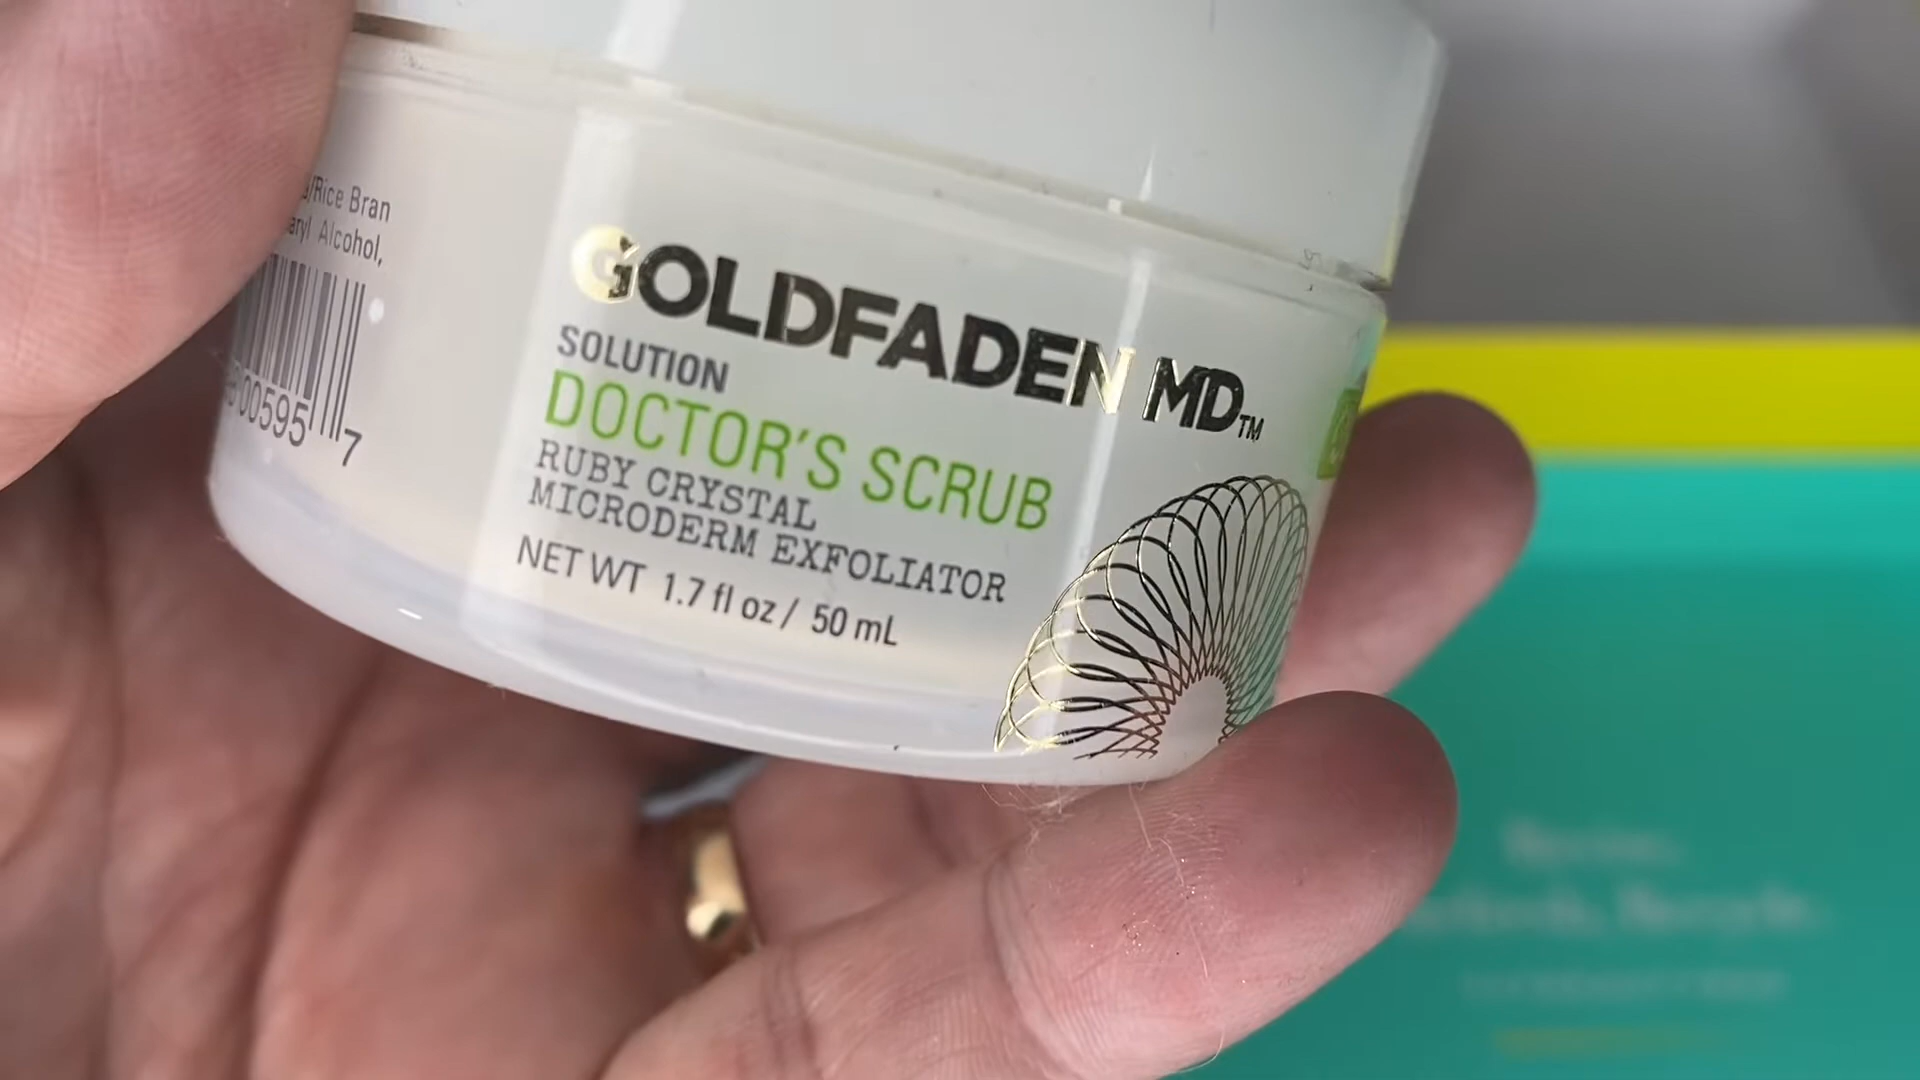 Rice Bran
Alcohol,
00595 7
GOLDFADEN MD™
SOLUTION
DOCTOR'S SCRUB
RUBY CRYSTAL
MICRODERM EXFOLIATOR
NET WT 1.7 fl oz / 50 mL